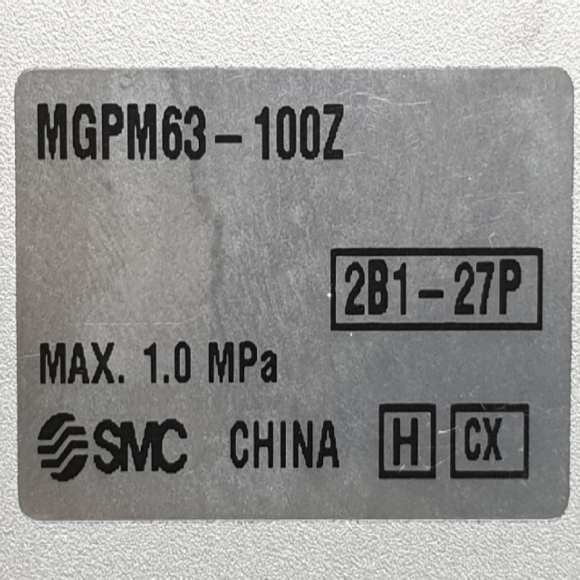 MGPM63-100Z
2B1-27P
MAX. 1.0 MPa
SMC CHINA H CX